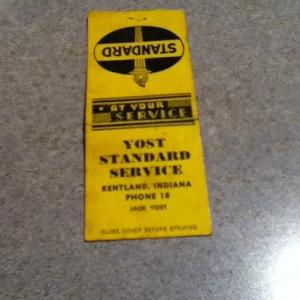 STANDARD
AT YOUR
SERVICE
YOST
STANDARD
SERVICE
KENTLAND, INDIANA
PHONE 18
JACK YOST
CLOSE COVER BEFORE STRIKING